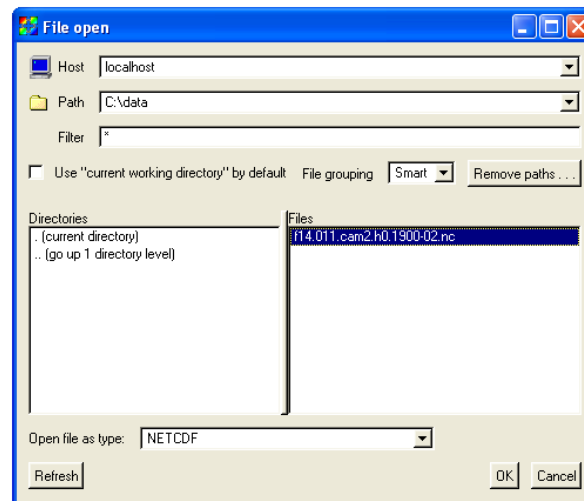 File open
Host localhost
Path C:\data
Filter *
Use "current working directory" by default File grouping Smart Remove paths . . .
Directories Files
. (current directory) f14.011.cam2.h0.1900-02.nc
.. (go up 1 directory level)
Open file as type: NETCDF
Refresh OK Cancel